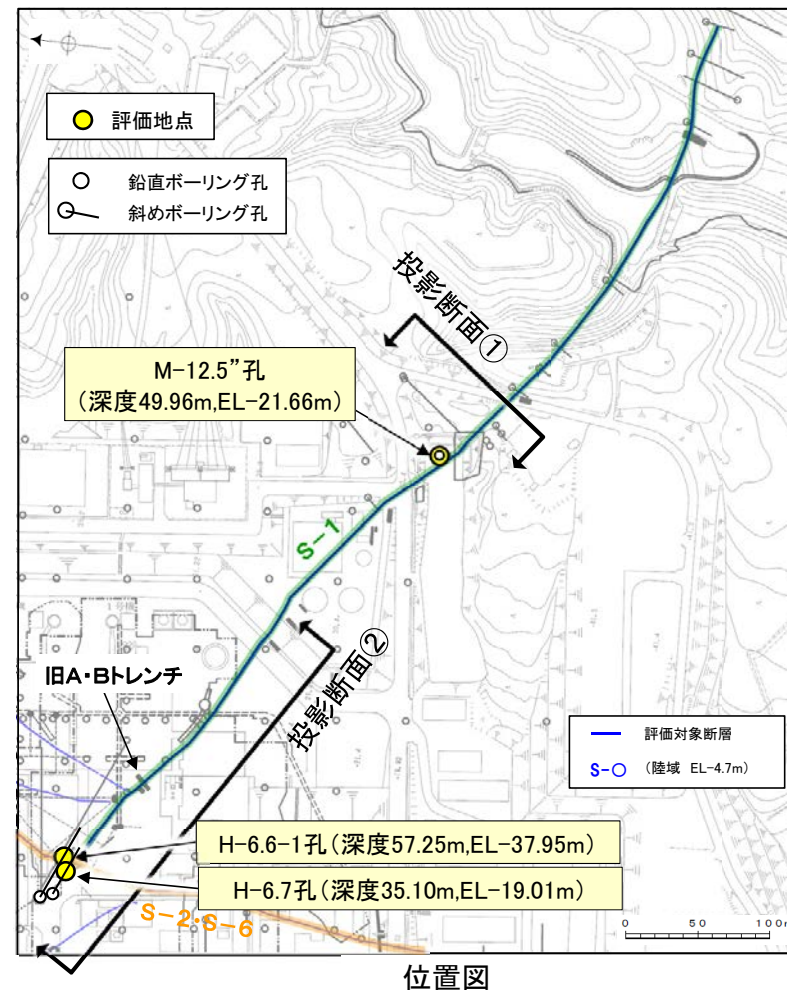 評価地点
鉛直ボーリング孔
斜めボーリング孔
投影断面①
M-12.5”孔
(深度49.96m,EL-21.66m)
S-1
投影断面②
旧A・Bトレンチ
評価対象断層
S-○ (陸域 EL-4.7m)
H-6.6-1孔(深度57.25m,EL-37.95m)
H-6.7孔(深度35.10m,EL-19.01m)
S-2・S-6
0 50 100m
位置図